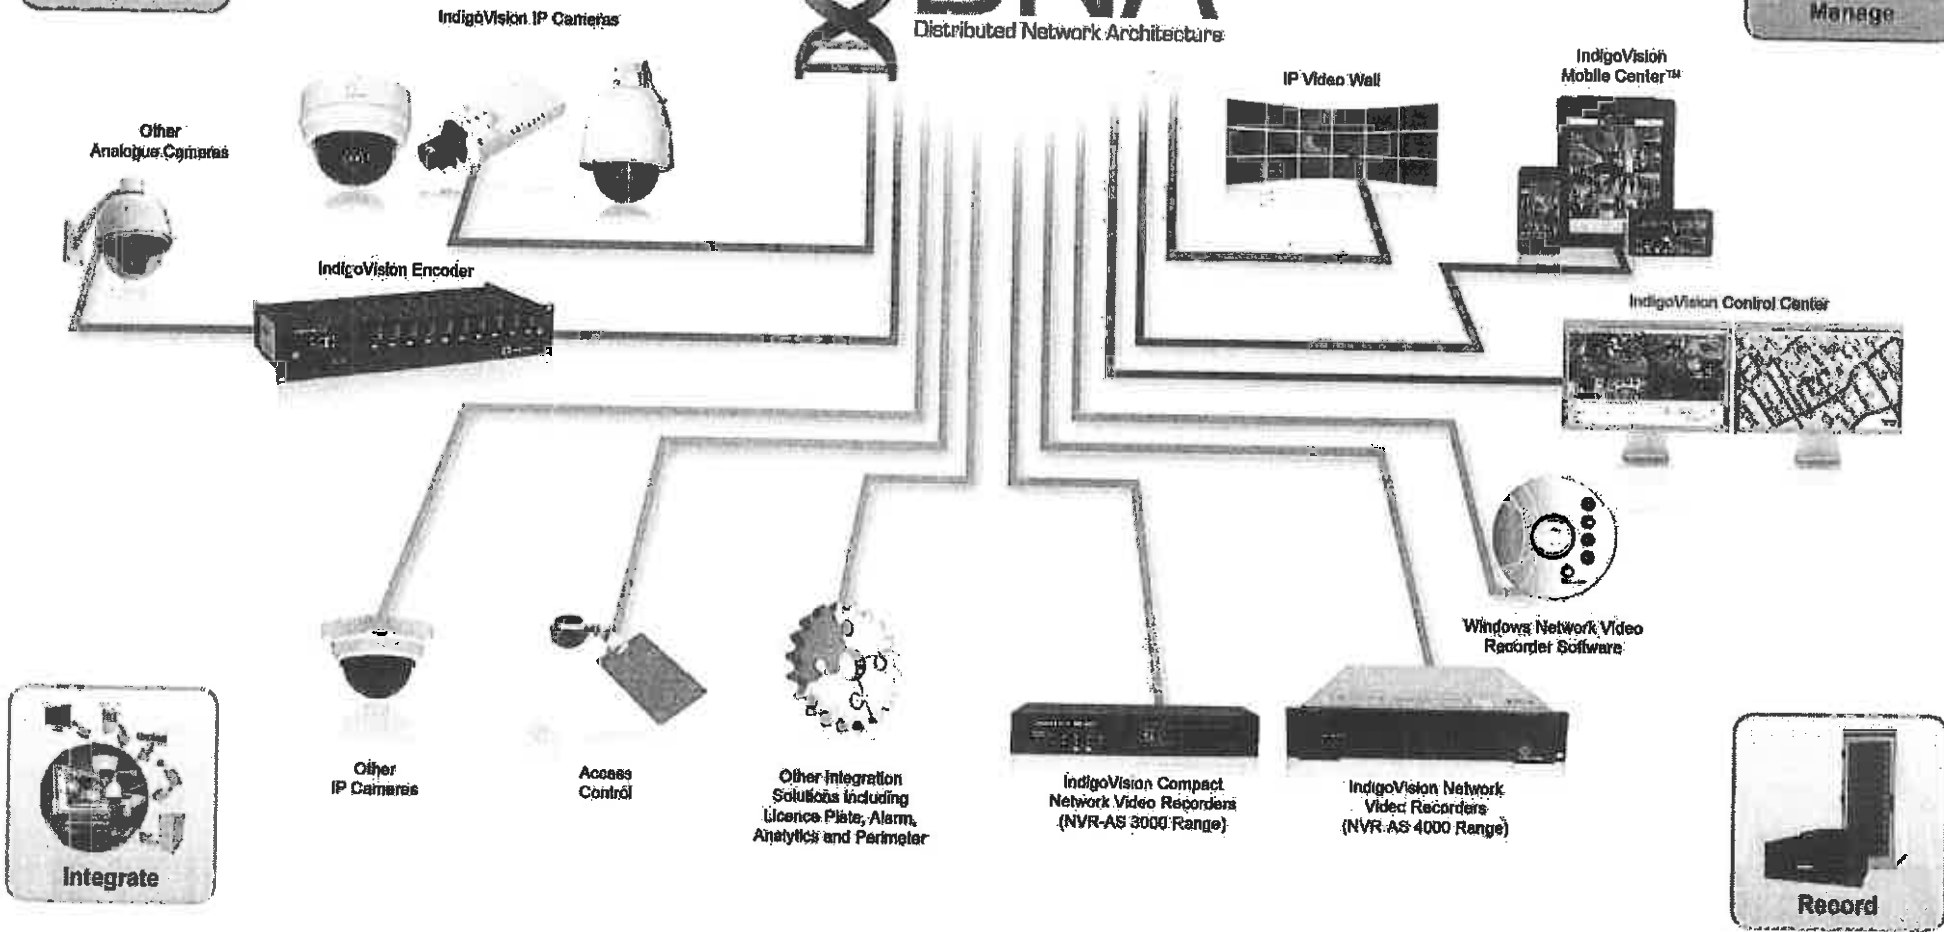 IndigoVision IP Cameras
DNA
Distributed Network Architecture
Manage
IndigoVision
Mobile Center™
IP Video Wall
Other
Analogue Cameras
IndigoVision Encoder
IndigoVision Control Center
Windows Network Video
Recorder Software
Other
IP Cameras
Access
Control
Other Integration
Solutions Including
Licence Plate, Alarm,
Analytics and Perimeter
IndigoVision Compact
Network Video Recorders
(NVR-AS 3000 Range)
IndigoVision Network
Video Recorders
(NVR-AS 4000 Range)
Integrate
Record